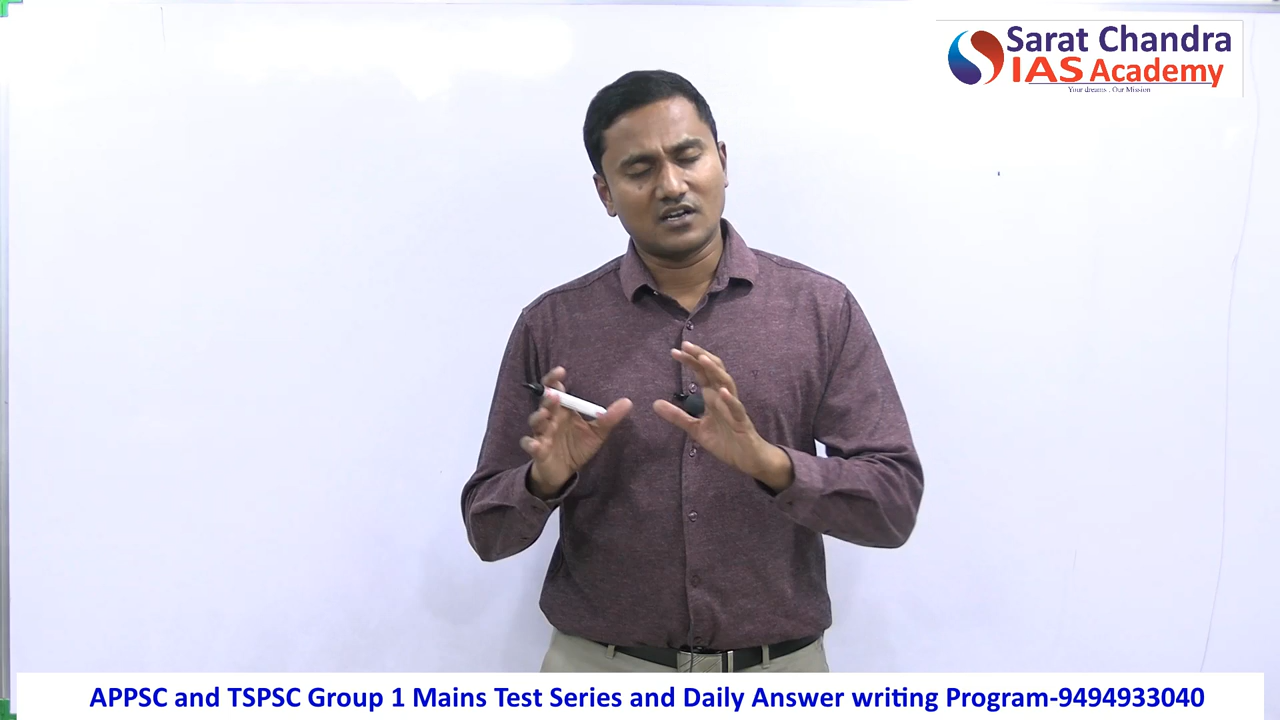 Sarat Chandra
IAS Academy
Your dreams . Our Mission
APPSC and TSPSC Group 1 Mains Test Series and Daily Answer writing Program-9494933040